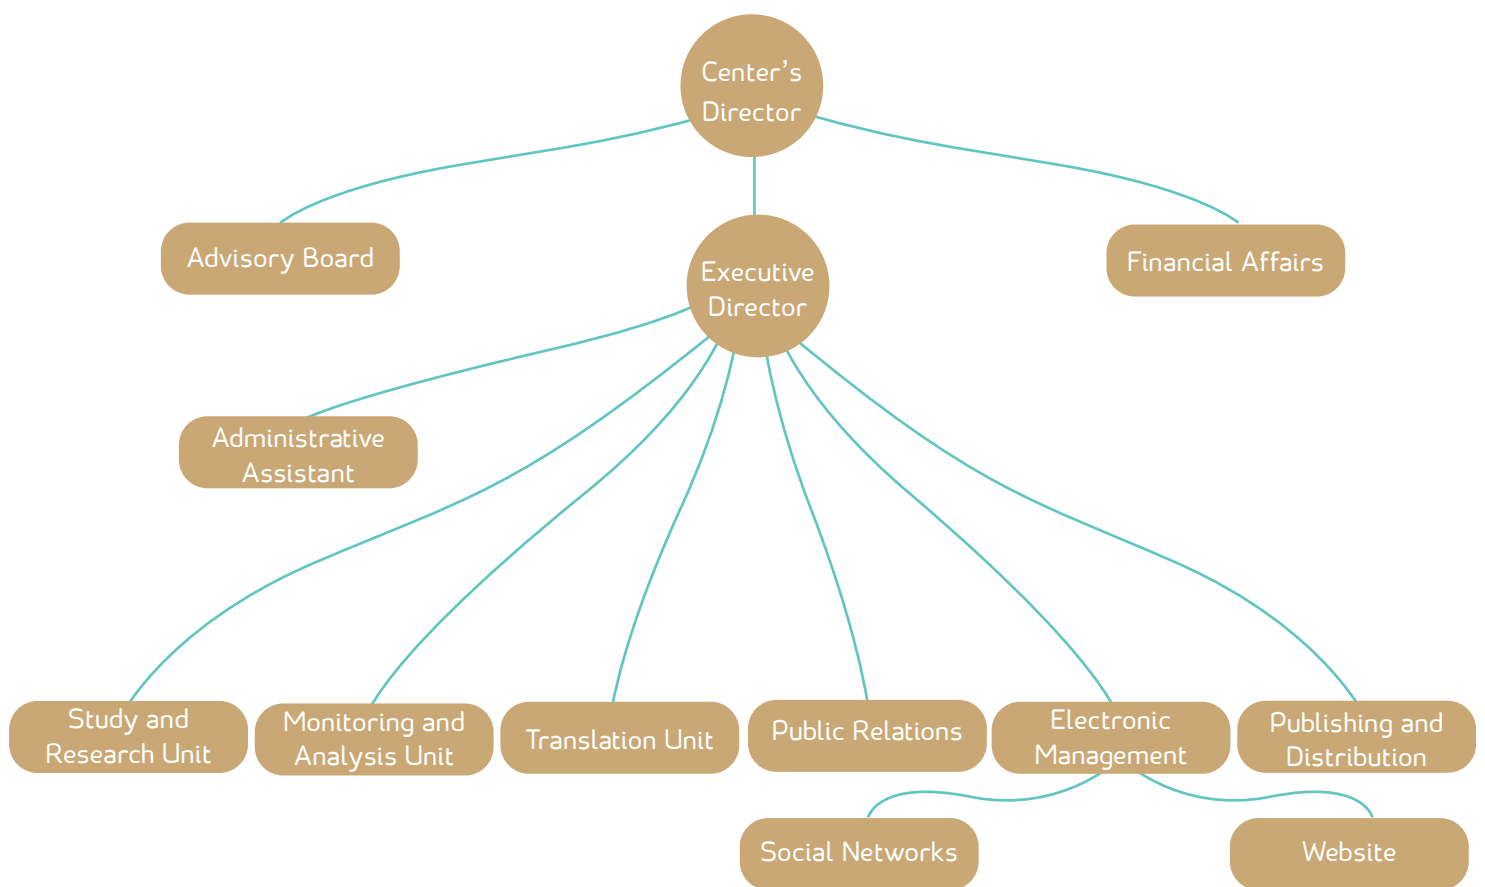 Center's
Director
Advisory Board
Executive
Director
Financial Affairs
Administrative
Assistant
Study and
Research Unit
Monitoring and
Analysis Unit
Translation Unit
Public Relations
Electronic
Management
Publishing and
Distribution
Social Networks
Website